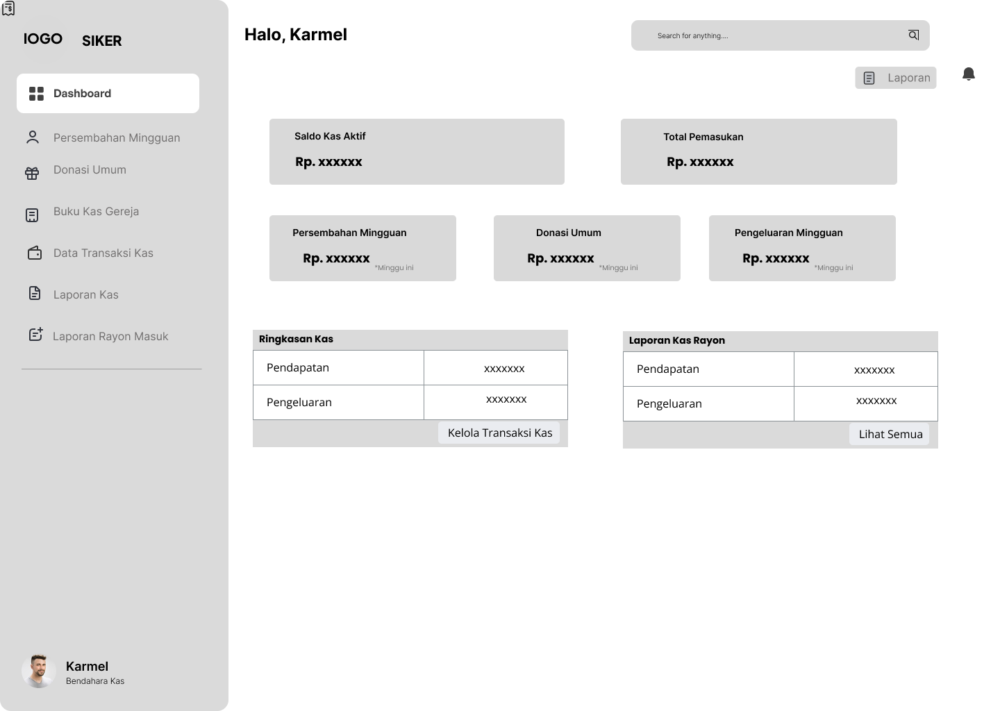 lOGO
SIKER
Dashboard
Persembahan Mingguan
Donasi Umum
Buku Kas Gereja
Data Transaksi Kas
Laporan Kas
Laporan Rayon Masuk
Karmel
Bendahara Kas
Halo, Karmel
Search for anything....
Laporan
Saldo Kas Aktif
Rp. xxxxxx
Total Pemasukan
Rp. xxxxxx
Persembahan Mingguan
Rp. xxxxxx
*Minggu ini
Donasi Umum
Rp. xxxxxx
*Minggu ini
Pengeluaran Mingguan
Rp. xxxxxx
*Minggu ini
Ringkasan Kas
Pendapatan xxxxxxx
Pengeluaran xxxxxxx
Kelola Transaksi Kas
Laporan Kas Rayon
Pendapatan xxxxxxx
Pengeluaran xxxxxxx
Lihat Semua